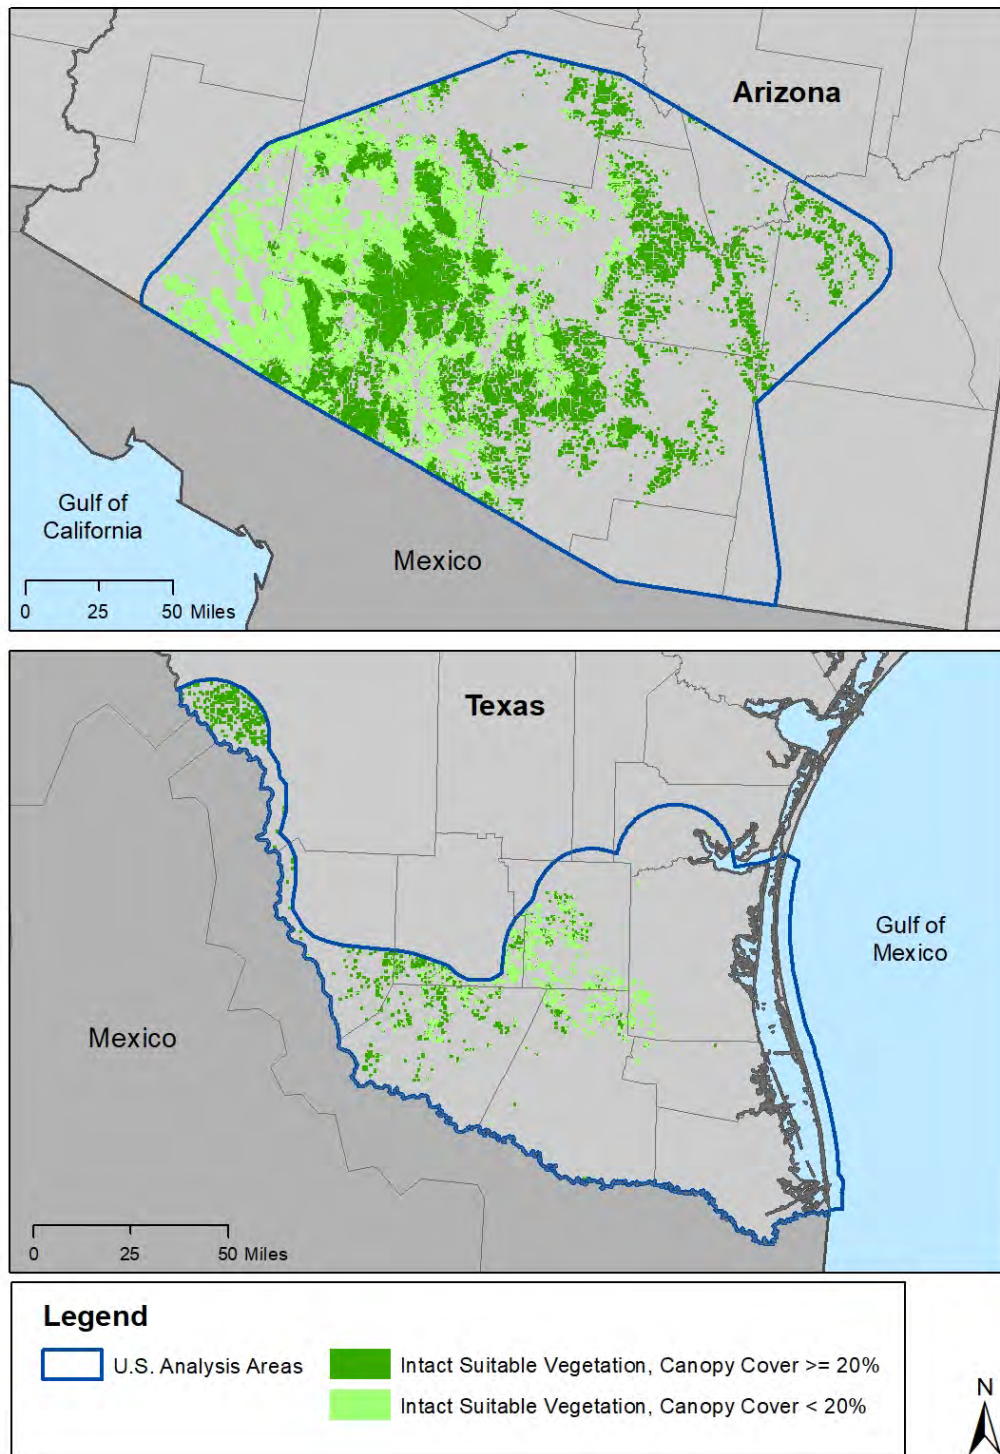 Arizona
Gulf of
California
Mexico
0 25 50 Miles
Texas
Gulf of
Mexico
Mexico
0 25 50 Miles
Legend
U.S. Analysis Areas
Intact Suitable Vegetation, Canopy Cover >= 20%
Intact Suitable Vegetation, Canopy Cover < 20%
N